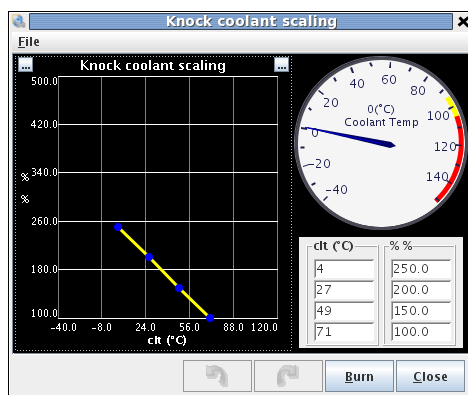 Knock coolant scaling
File
... Knock coolant scaling ...
500.0
420.0
340.0
%
%
260.0
180.0
100.0
-40.0 -8.0 24.0 56.0 88.0 120.0
clt (°C)
-40
-20
0
20
40
60
80
100
120
140
0(°C)
Coolant Temp
clt (°C) % %
4 250.0
27 200.0
49 150.0
71 100.0
Burn Close